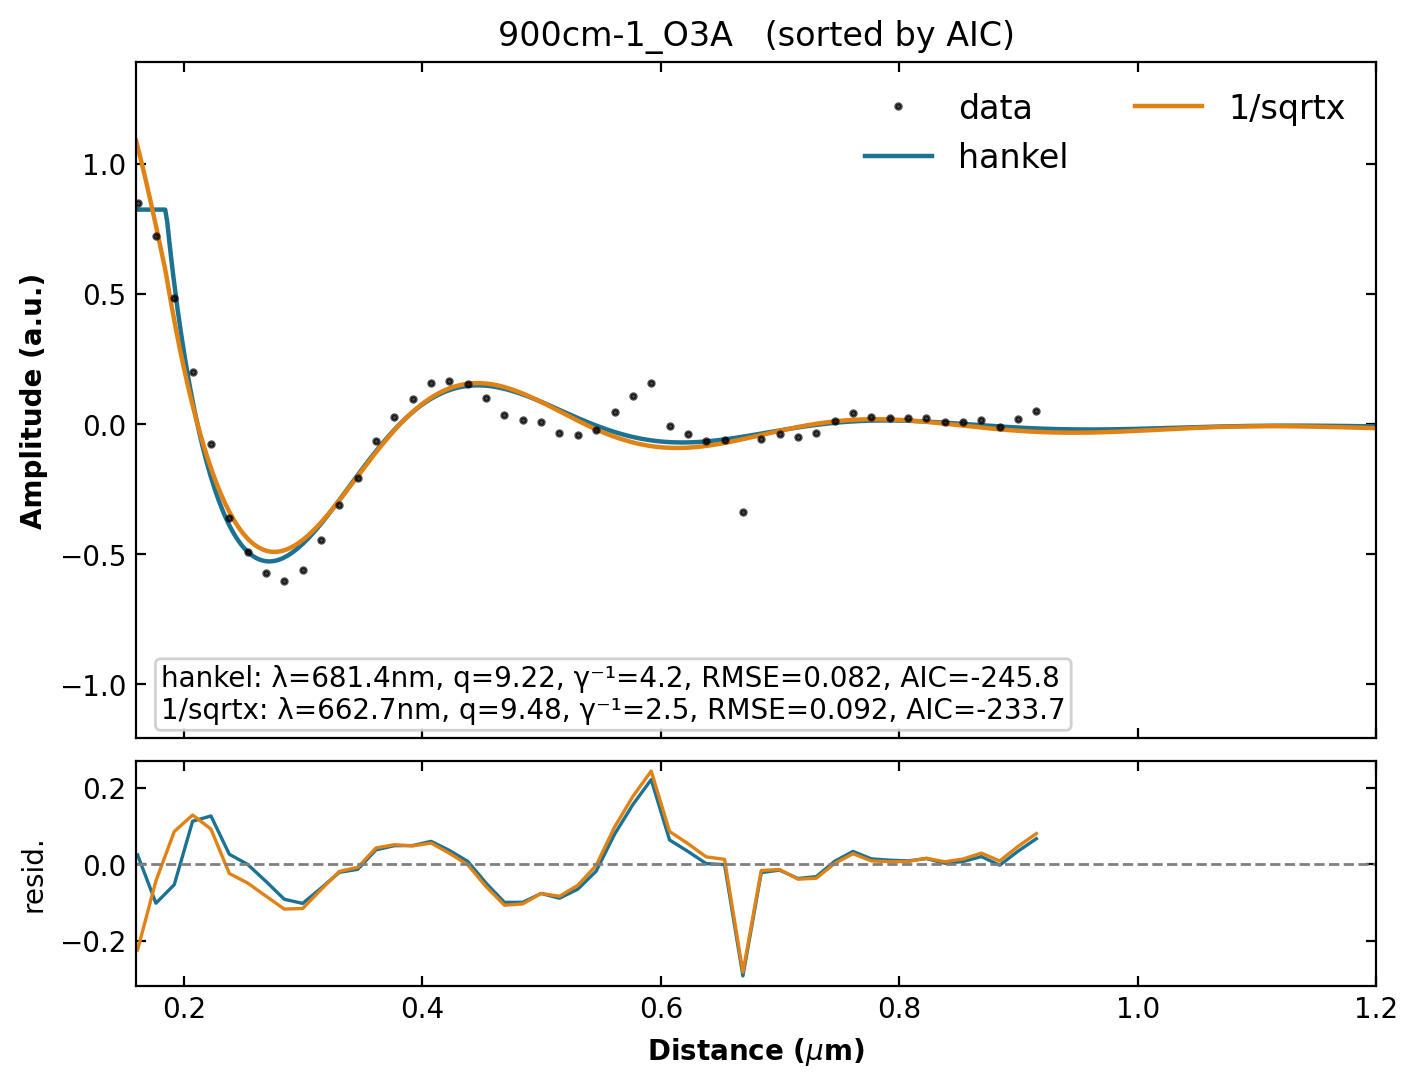 900cm-1_O3A (sorted by AIC)
data
hankel
1/sqrtx
Amplitude (a.u.)
1.0
0.5
0.0
−0.5
−1.0
hankel: λ=681.4nm, q=9.22, γ⁻¹=4.2, RMSE=0.082, AIC=-245.8
1/sqrtx: λ=662.7nm, q=9.48, γ⁻¹=2.5, RMSE=0.092, AIC=-233.7
resid.
0.2
0.0
−0.2
0.2 0.4 0.6 0.8 1.0 1.2
Distance (μm)